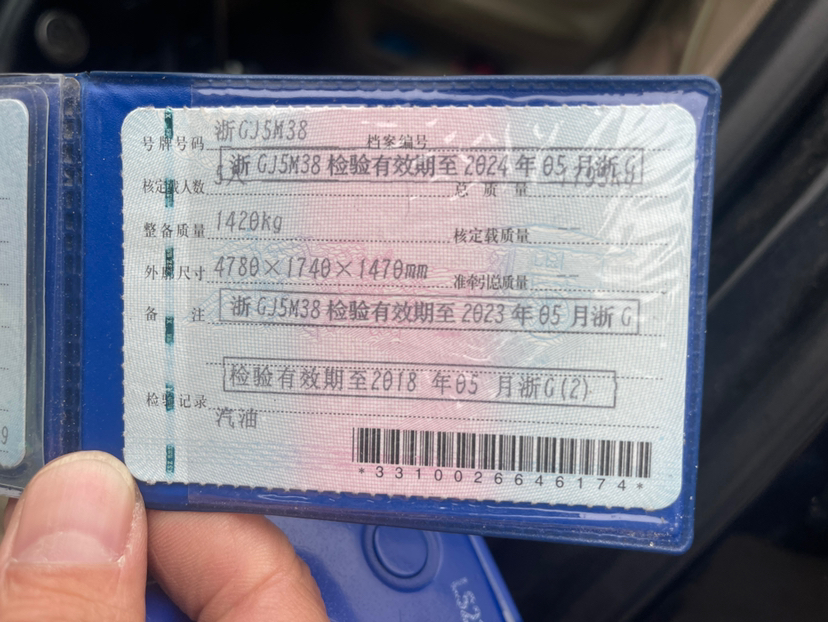 号牌号码 浙GJ5M38 档案编号
浙GJ5M38 检验有效期至2024年05月浙G
核定载人数 5人 总质量
整备质量 1420kg 核定载质量 --
外廓尺寸 4780×1740×1470mm 准牵引总质量 --
备注 浙GJ5M38 检验有效期至2023年05月浙G
检验有效期至2018 年05 月浙G(2)
检验记录
汽油
*3310026646174*
9